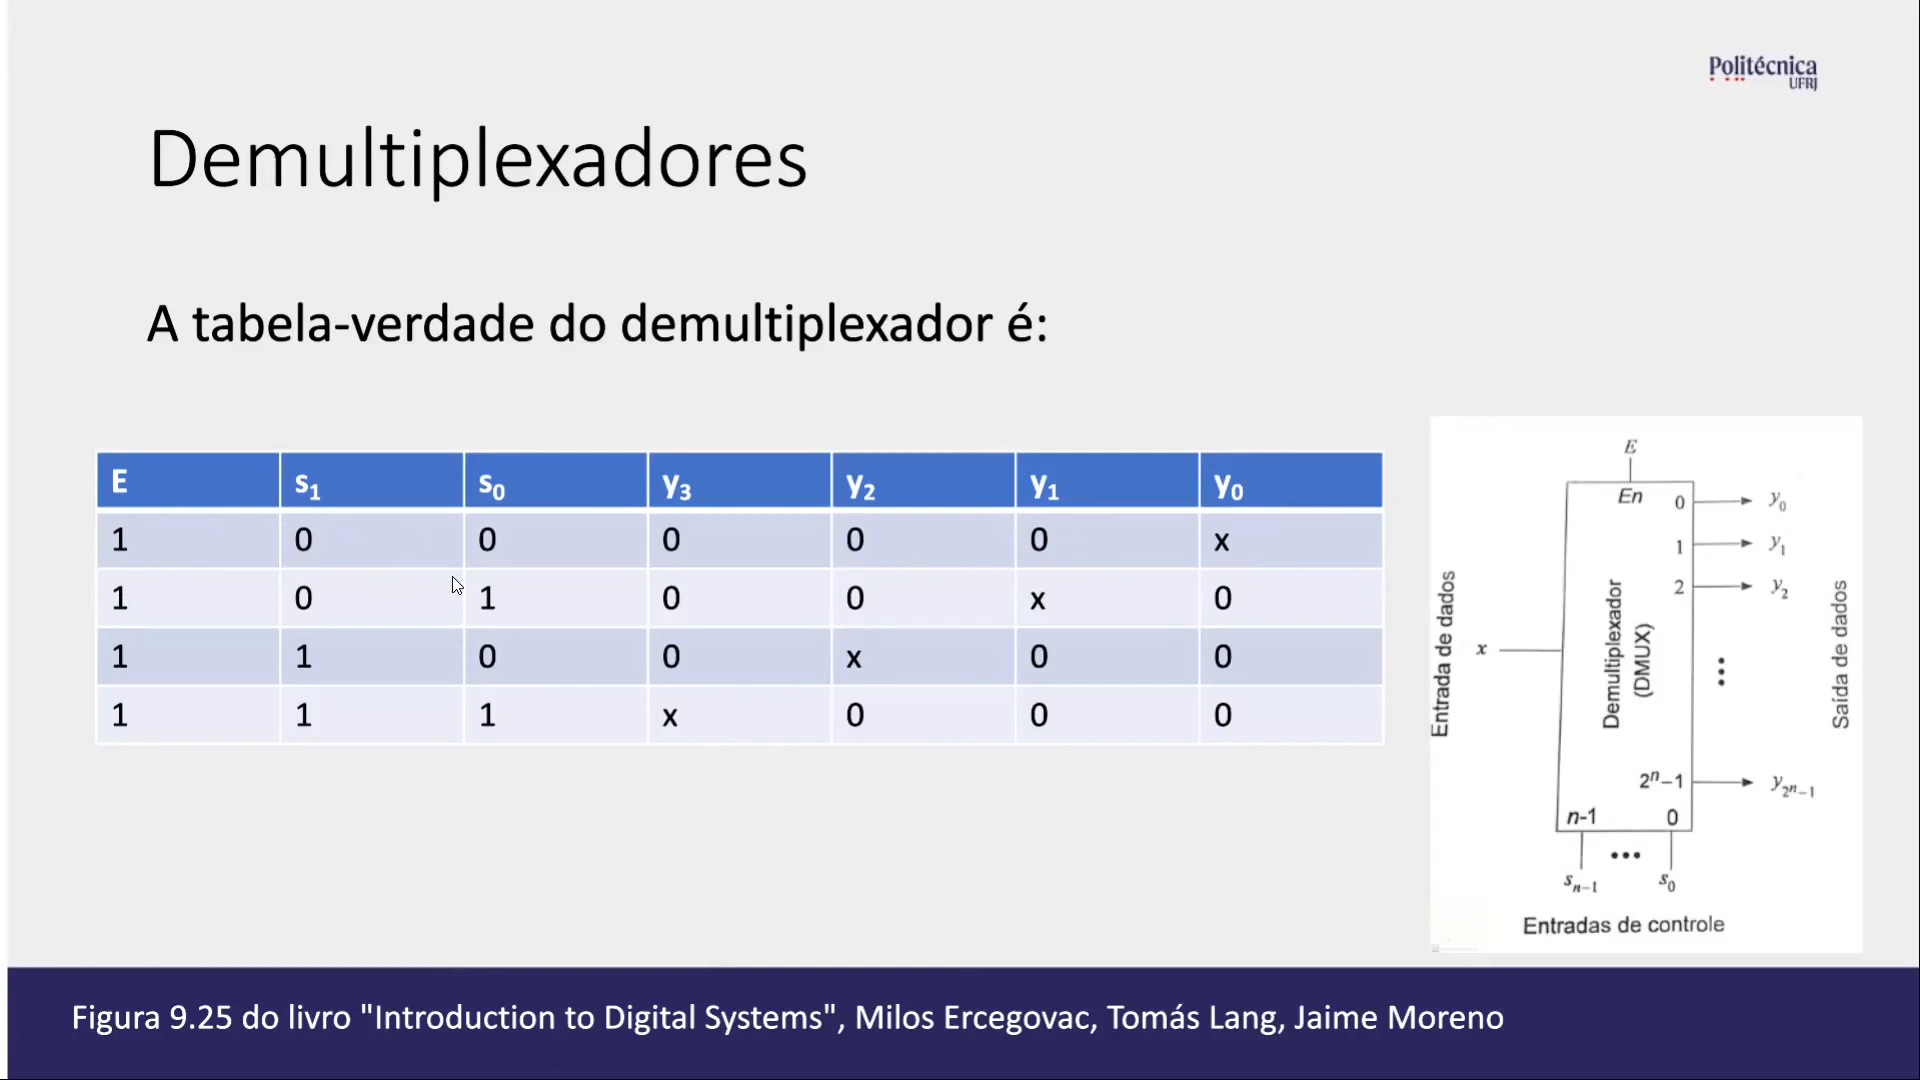 Politécnica
UFRJ
Demultiplexadores
A tabela-verdade do demultiplexador é:
E s₁ s₀ y₃ y₂ y₁ y₀
1 0 0 0 0 0 x
1 0 1 0 0 x 0
1 1 0 0 x 0 0
1 1 1 x 0 0 0
E
En
0 y₀
1 y₁
2 y₂
Entrada de dados
x
Demultiplexador
(DMUX)
Saída de dados
2ⁿ–1 y₂ⁿ₋₁
n-1 0
sₙ₋₁ s₀
Entradas de controle
Figura 9.25 do livro "Introduction to Digital Systems", Milos Ercegovac, Tomás Lang, Jaime Moreno